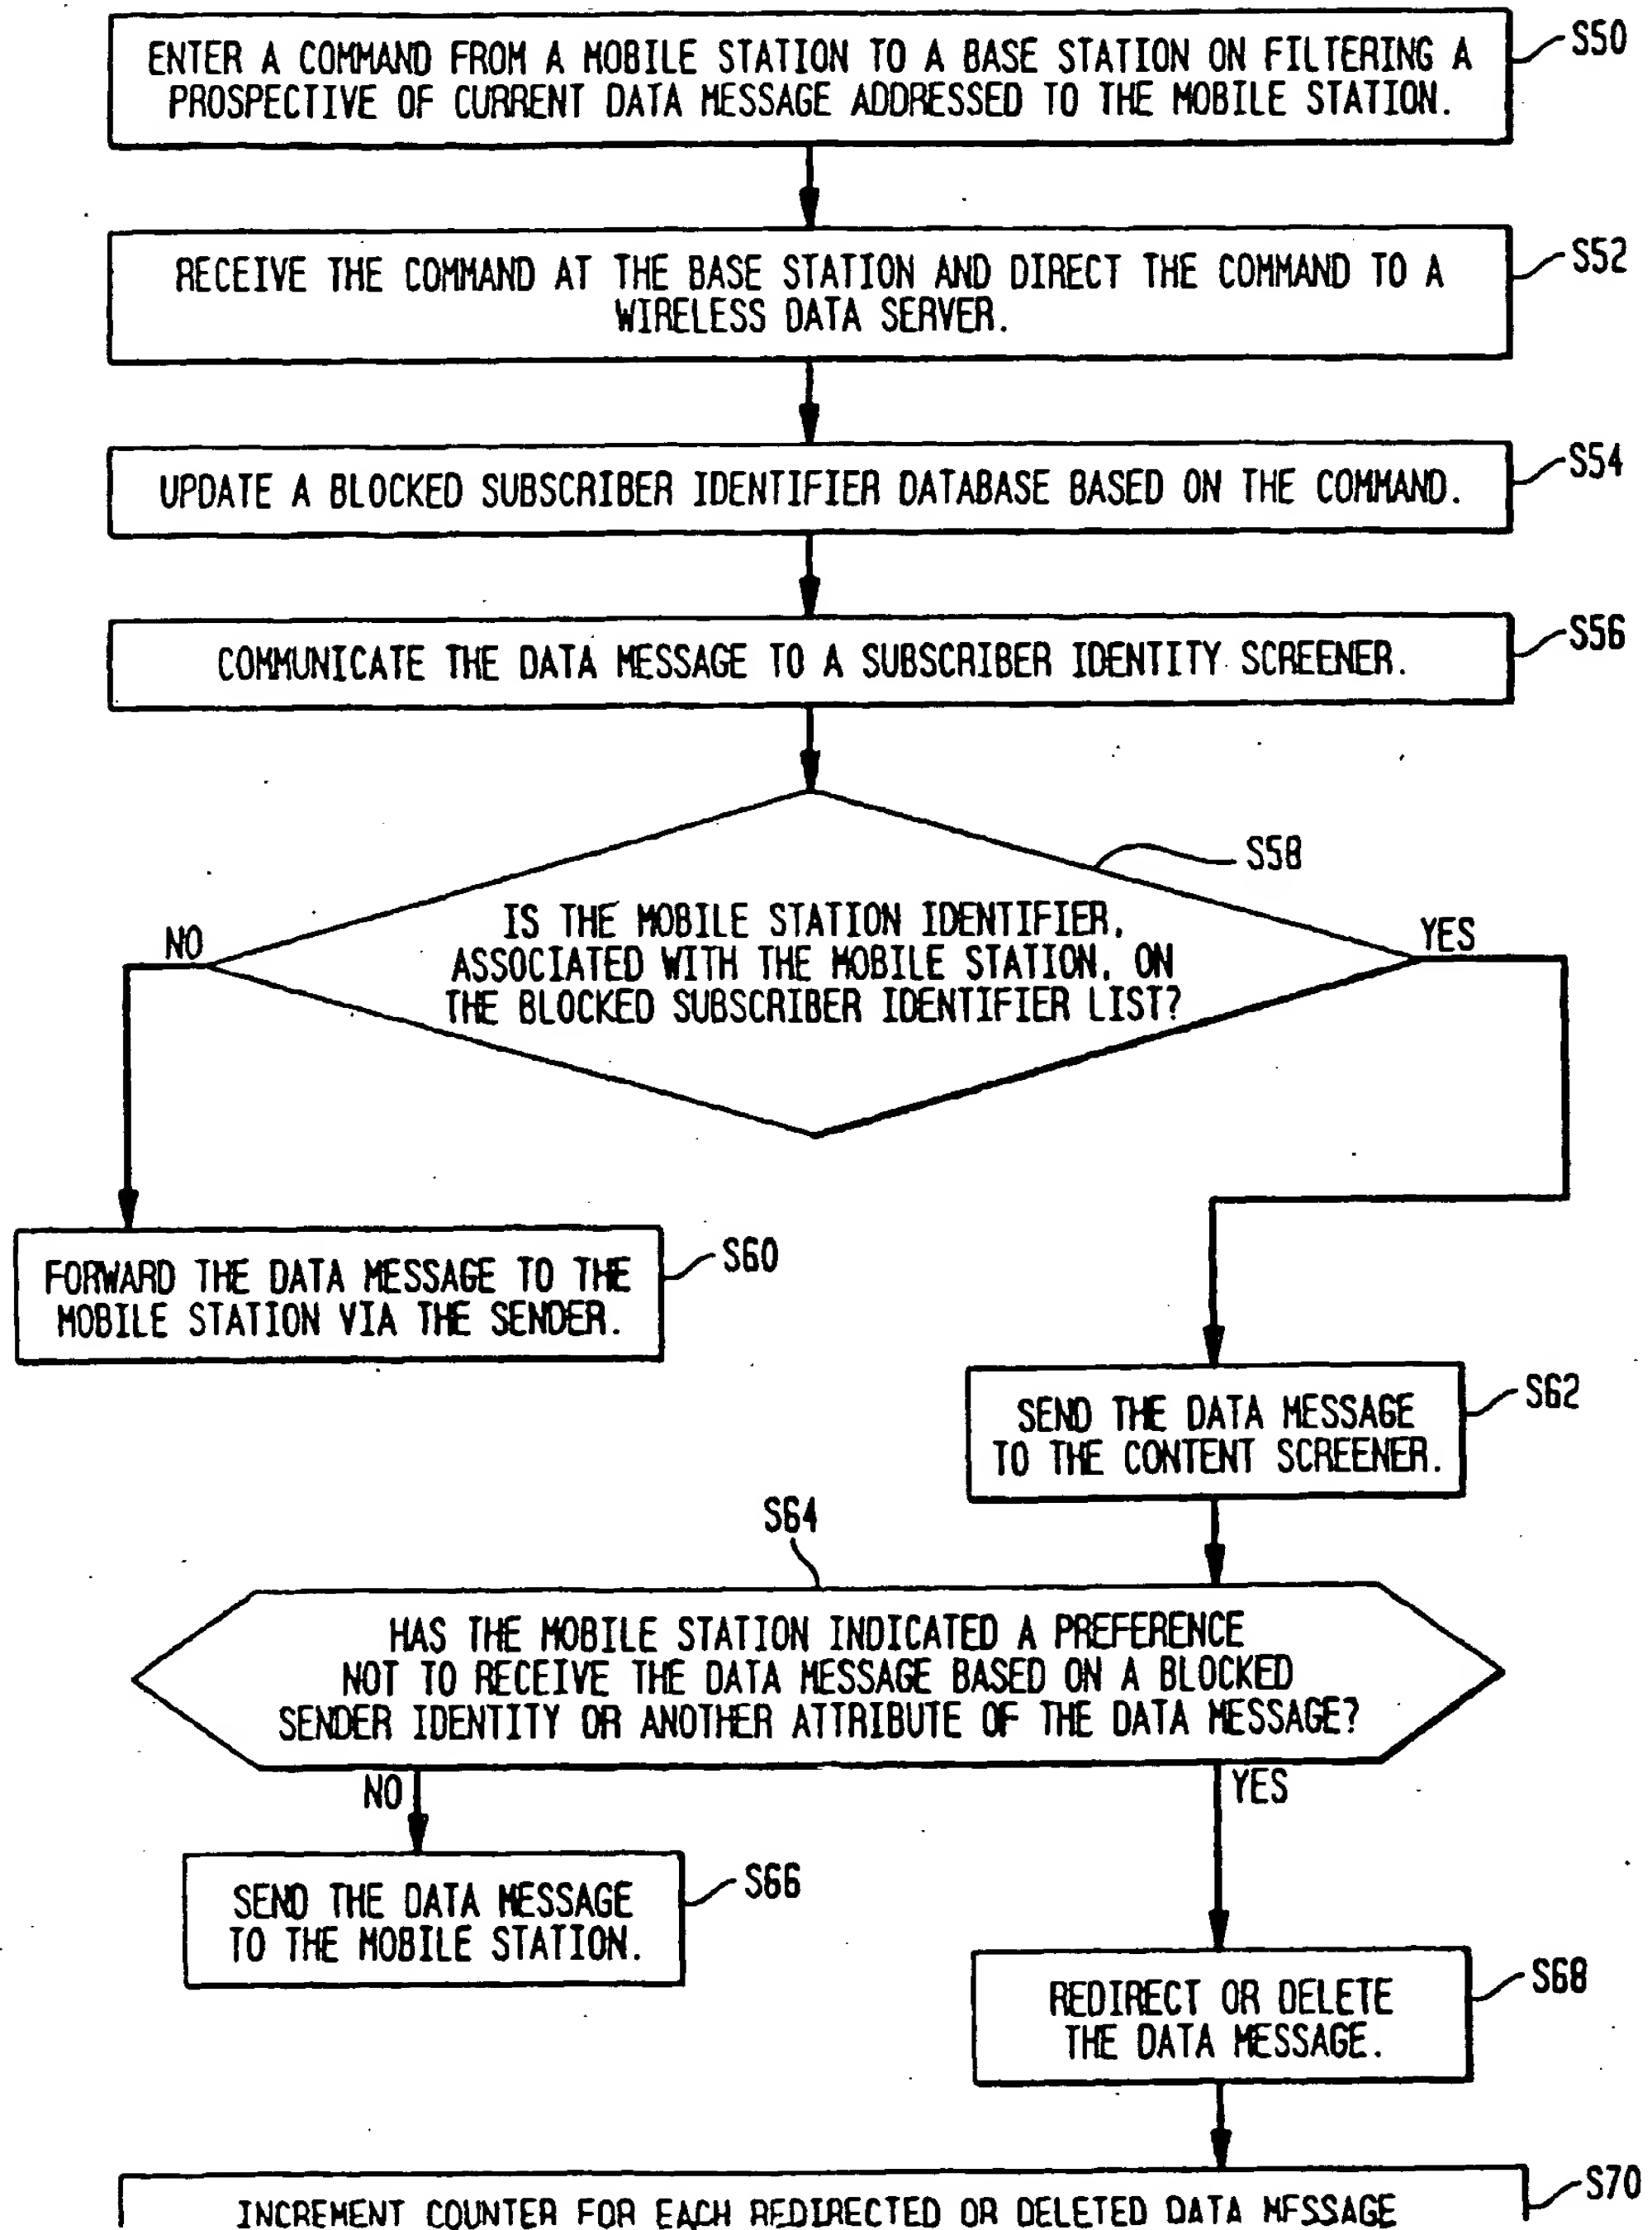 ENTER A COMMAND FROM A MOBILE STATION TO A BASE STATION ON FILTERING A
PROSPECTIVE OF CURRENT DATA MESSAGE ADDRESSED TO THE MOBILE STATION.
S50
RECEIVE THE COMMAND AT THE BASE STATION AND DIRECT THE COMMAND TO A
WIRELESS DATA SERVER.
S52
UPDATE A BLOCKED SUBSCRIBER IDENTIFIER DATABASE BASED ON THE COMMAND.
S54
COMMUNICATE THE DATA MESSAGE TO A SUBSCRIBER IDENTITY SCREENER.
S56
S58
IS THE MOBILE STATION IDENTIFIER,
ASSOCIATED WITH THE MOBILE STATION, ON
THE BLOCKED SUBSCRIBER IDENTIFIER LIST?
NO
YES
FORWARD THE DATA MESSAGE TO THE
MOBILE STATION VIA THE SENDER.
S60
SEND THE DATA MESSAGE
TO THE CONTENT SCREENER.
S62
S64
HAS THE MOBILE STATION INDICATED A PREFERENCE
NOT TO RECEIVE THE DATA MESSAGE BASED ON A BLOCKED
SENDER IDENTITY OR ANOTHER ATTRIBUTE OF THE DATA MESSAGE?
NO
YES
SEND THE DATA MESSAGE
TO THE MOBILE STATION.
S66
REDIRECT OR DELETE
THE DATA MESSAGE.
S68
INCREMENT COUNTER FOR EACH REDIRECTED OR DELETED DATA MESSAGE
S70